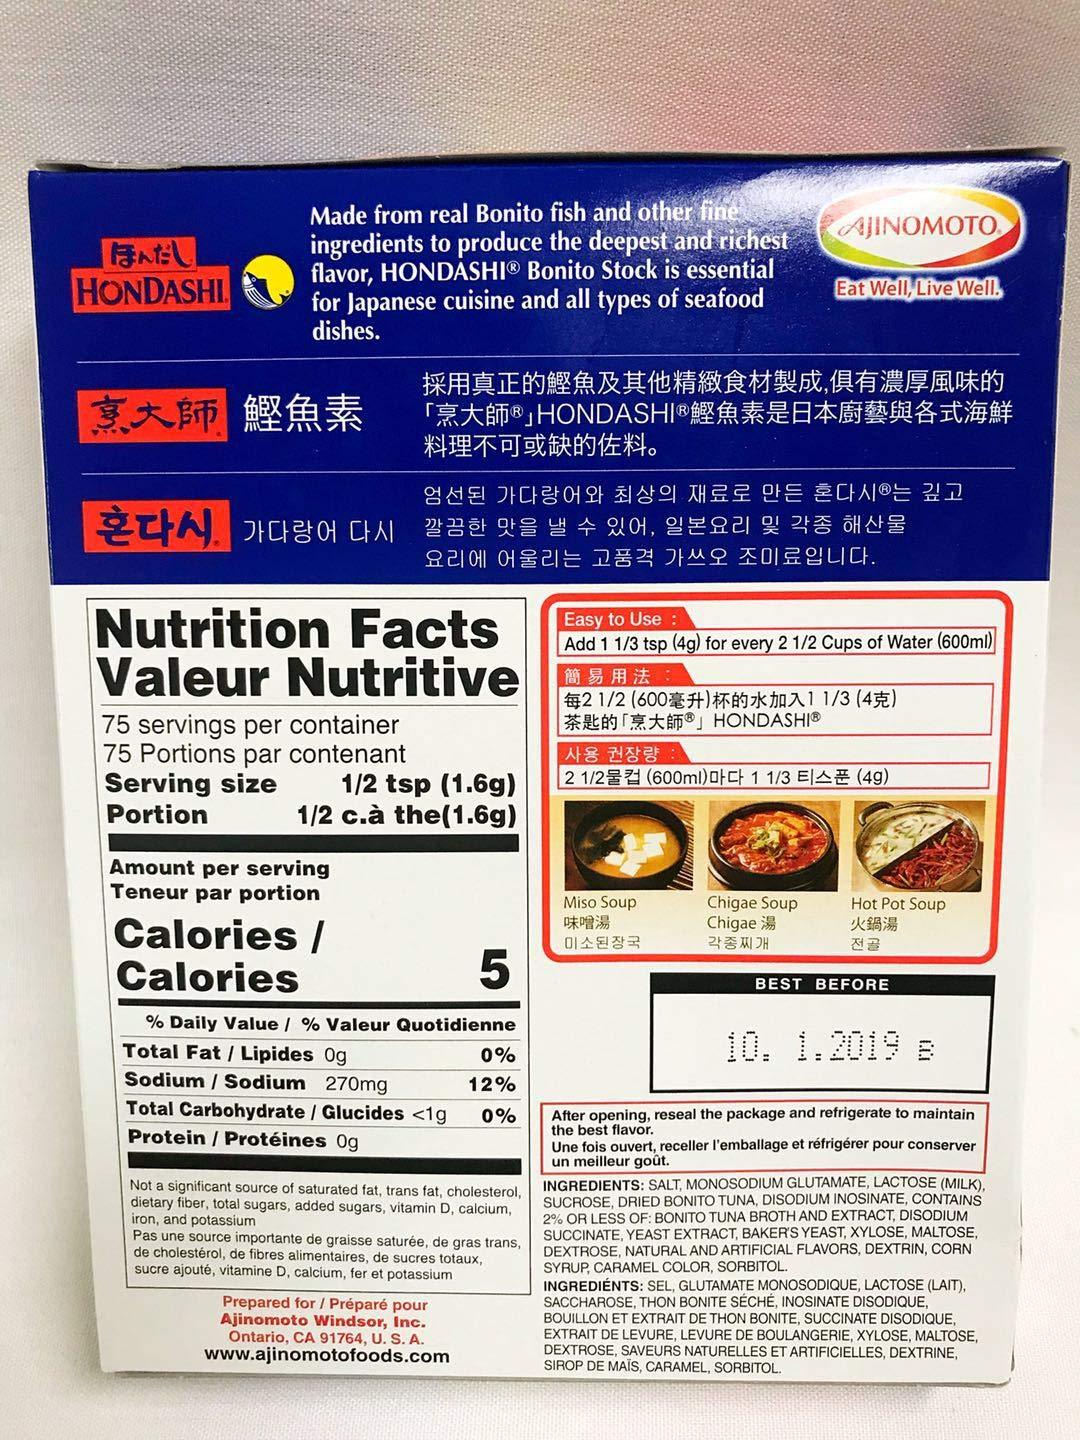 ほんだし
HONDASHI®
Made from real Bonito fish and other fine
ingredients to produce the deepest and richest
flavor, HONDASHI® Bonito Stock is essential
for Japanese cuisine and all types of seafood
dishes.
AJINOMOTO®
Eat Well, Live Well.
烹大師®
鰹魚素
採用真正的鰹魚及其他精緻食材製成,俱有濃厚風味的
「烹大師®」HONDASHI®鰹魚素是日本廚藝與各式海鮮
料理不可或缺的佐料。
혼다시®
가다랑어 다시
엄선된 가다랑어와 최상의 재료로 만든 혼다시®는 깊고
깔끔한 맛을 낼 수 있어, 일본요리 및 각종 해산물
요리에 어울리는 고품격 가쓰오 조미료입니다.
Nutrition Facts
Valeur Nutritive
75 servings per container
75 Portions par contenant
Serving size 1/2 tsp (1.6g)
Portion 1/2 c.à the(1.6g)
Amount per serving
Teneur par portion
Calories /
Calories 5
% Daily Value / % Valeur Quotidienne
Total Fat / Lipides 0g 0%
Sodium / Sodium 270mg 12%
Total Carbohydrate / Glucides <1g 0%
Protein / Protéines 0g
Not a significant source of saturated fat, trans fat, cholesterol,
dietary fiber, total sugars, added sugars, vitamin D, calcium,
iron, and potassium
Pas une source importante de graisse saturée, de gras trans,
de cholestérol, de fibres alimentaires, de sucres totaux,
sucre ajouté, vitamine D, calcium, fer et potassium
Prepared for / Préparé pour
Ajinomoto Windsor, Inc.
Ontario, CA 91764, U. S. A.
www.ajinomotofoods.com
Easy to Use :
Add 1 1/3 tsp (4g) for every 2 1/2 Cups of Water (600ml)
簡易用法 :
每2 1/2 (600毫升)杯的水加入1 1/3 (4克)
茶匙的「烹大師®」HONDASHI®
사용 권장량 :
2 1/2물컵 (600ml)마다 1 1/3 티스푼 (4g)
Miso Soup
味噌湯
미소된장국
Chigae Soup
Chigae 湯
각종찌개
Hot Pot Soup
火鍋湯
전골
BEST BEFORE
10. 1.2019 B
After opening, reseal the package and refrigerate to maintain
the best flavor.
Une fois ouvert, receller l'emballage et réfrigérer pour conserver
un meilleur goût.
INGREDIENTS: SALT, MONOSODIUM GLUTAMATE, LACTOSE (MILK),
SUCROSE, DRIED BONITO TUNA, DISODIUM INOSINATE, CONTAINS
2% OR LESS OF: BONITO TUNA BROTH AND EXTRACT, DISODIUM
SUCCINATE, YEAST EXTRACT, BAKER'S YEAST, XYLOSE, MALTOSE,
DEXTROSE, NATURAL AND ARTIFICIAL FLAVORS, DEXTRIN, CORN
SYRUP, CARAMEL COLOR, SORBITOL.
INGREDIÉNTS: SEL, GLUTAMATE MONOSODIQUE, LACTOSE (LAIT),
SACCHAROSE, THON BONITE SÉCHÉ, INOSINATE DISODIQUE,
BOUILLON ET EXTRAIT DE THON BONITE, SUCCINATE DISODIQUE,
EXTRAIT DE LEVURE, LEVURE DE BOULANGERIE, XYLOSE, MALTOSE,
DEXTROSE, SAVEURS NATURELLES ET ARTIFICIELLES, DEXTRINE,
SIROP DE MAÏS, CARAMEL, SORBITOL.